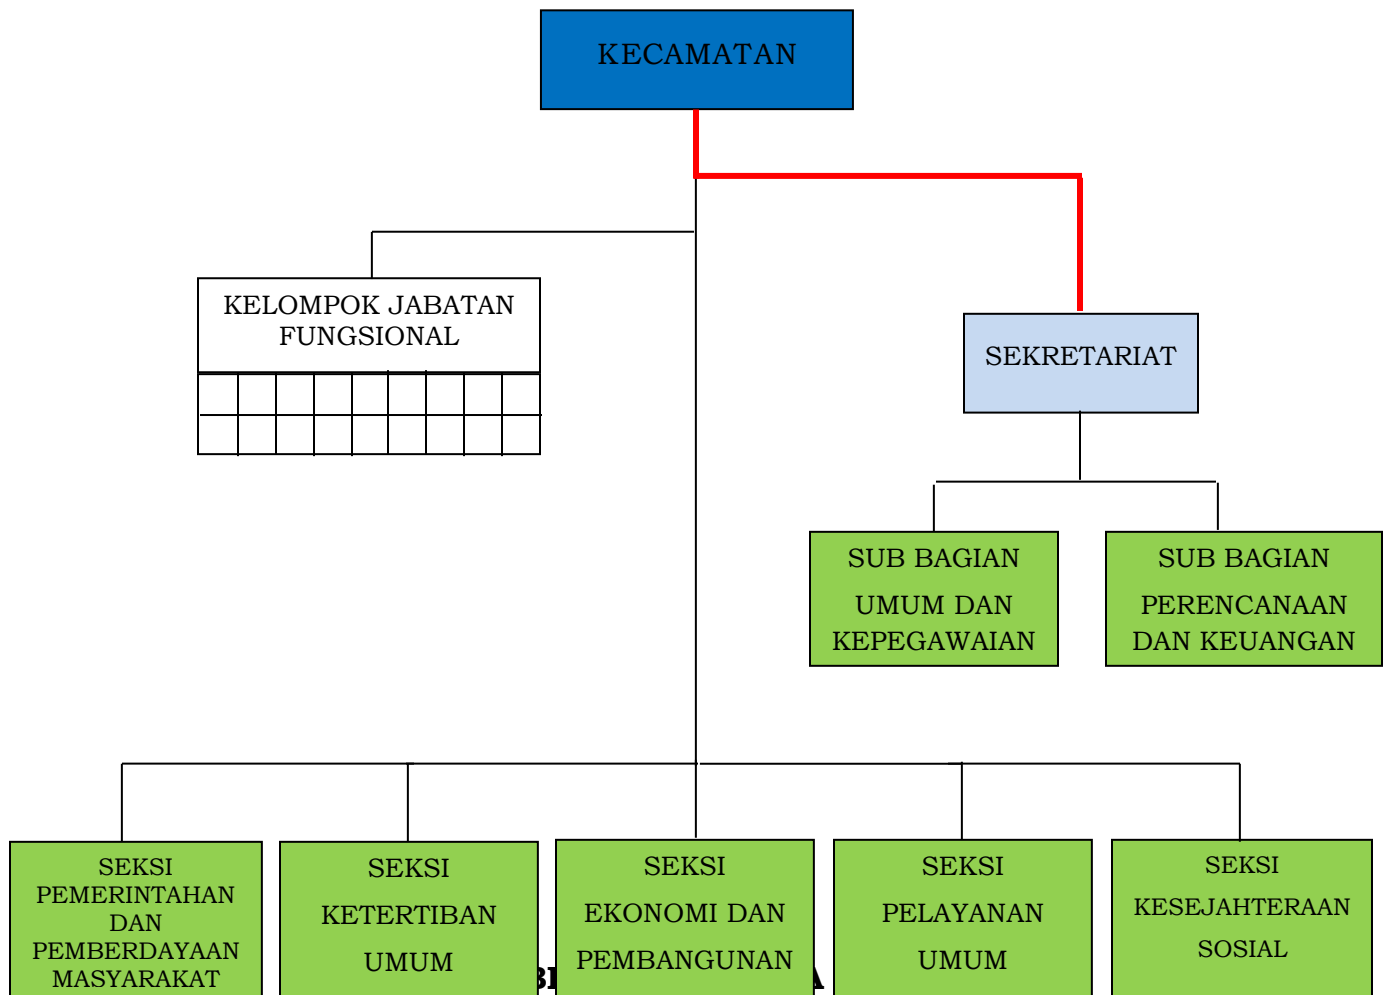 KECAMATAN
KELOMPOK JABATAN
FUNGSIONAL
SEKRETARIAT
SUB BAGIAN
UMUM DAN
KEPEGAWAIAN
SUB BAGIAN
PERENCANAAN
DAN KEUANGAN
SEKSI
PEMERINTAHAN
DAN
PEMBERDAYAAN
MASYARAKAT
SEKSI
KETERTIBAN
UMUM
SEKSI
EKONOMI DAN
PEMBANGUNAN
SEKSI
PELAYANAN
UMUM
SEKSI
KESEJAHTERAAN
SOSIAL